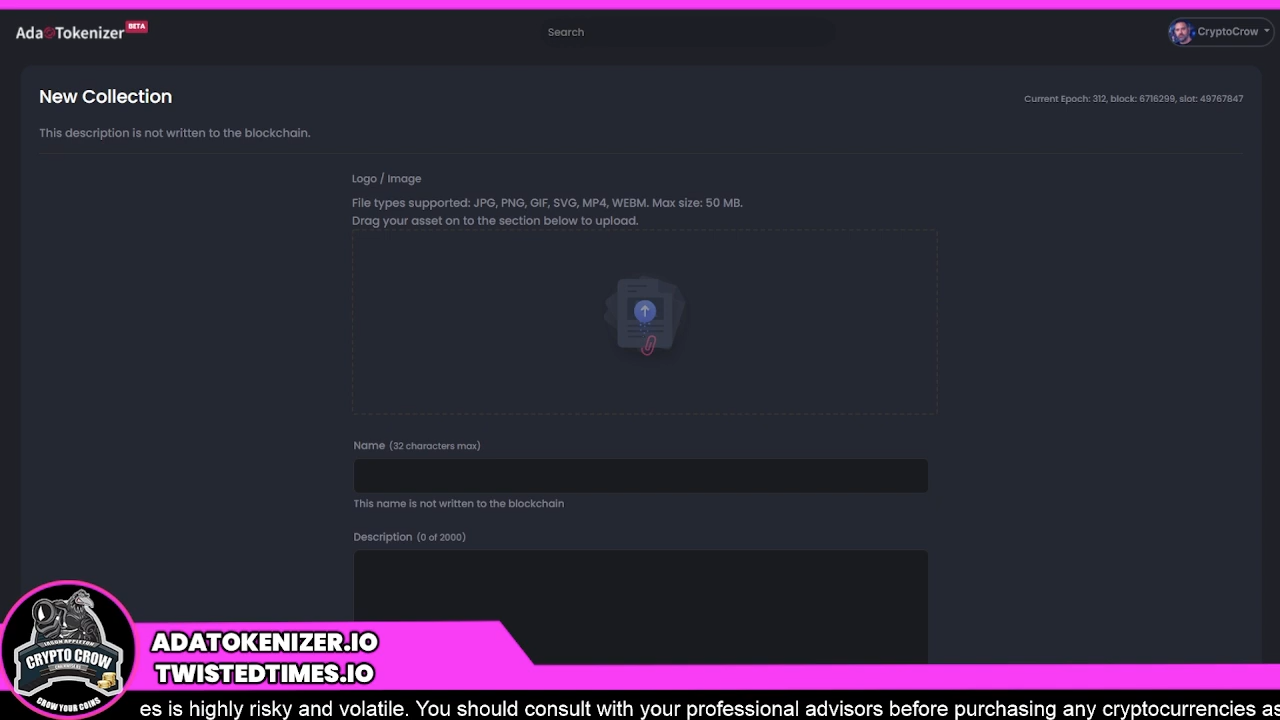 Ada Tokenizer BETA
Search
CryptoCrow
New Collection
Current Epoch: 312, block: 6716299, slot: 49767847
This description is not written to the blockchain.
Logo / Image
File types supported: JPG, PNG, GIF, SVG, MP4, WEBM. Max size: 50 MB.
Drag your asset on to the section below to upload.
Name (32 characters max)
This name is not written to the blockchain
Description (0 of 2000)
JASON APPLETON
CRYPTO CROW
CROW YOUR COINS
ADATOKENIZER.IO
TWISTEDTIMES.IO
es is highly risky and volatile. You should consult with your professional advisors before purchasing any cryptocurrencies as